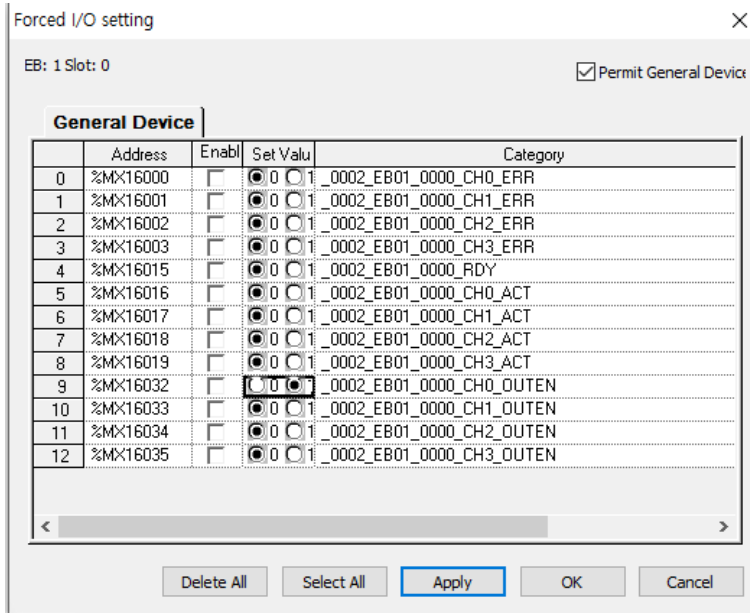 Forced I/O setting
EB: 1 Slot: 0
Permit General Device
General Device
Address Enabl Set Valu Category
0 %MX16000 0 1 _0002_EB01_0000_CH0_ERR
1 %MX16001 0 1 _0002_EB01_0000_CH1_ERR
2 %MX16002 0 1 _0002_EB01_0000_CH2_ERR
3 %MX16003 0 1 _0002_EB01_0000_CH3_ERR
4 %MX16015 0 1 _0002_EB01_0000_RDY
5 %MX16016 0 1 _0002_EB01_0000_CH0_ACT
6 %MX16017 0 1 _0002_EB01_0000_CH1_ACT
7 %MX16018 0 1 _0002_EB01_0000_CH2_ACT
8 %MX16019 0 1 _0002_EB01_0000_CH3_ACT
9 %MX16032 0 _0002_EB01_0000_CH0_OUTEN
10 %MX16033 0 1 _0002_EB01_0000_CH1_OUTEN
11 %MX16034 0 1 _0002_EB01_0000_CH2_OUTEN
12 %MX16035 0 1 _0002_EB01_0000_CH3_OUTEN
Delete All Select All Apply OK Cancel